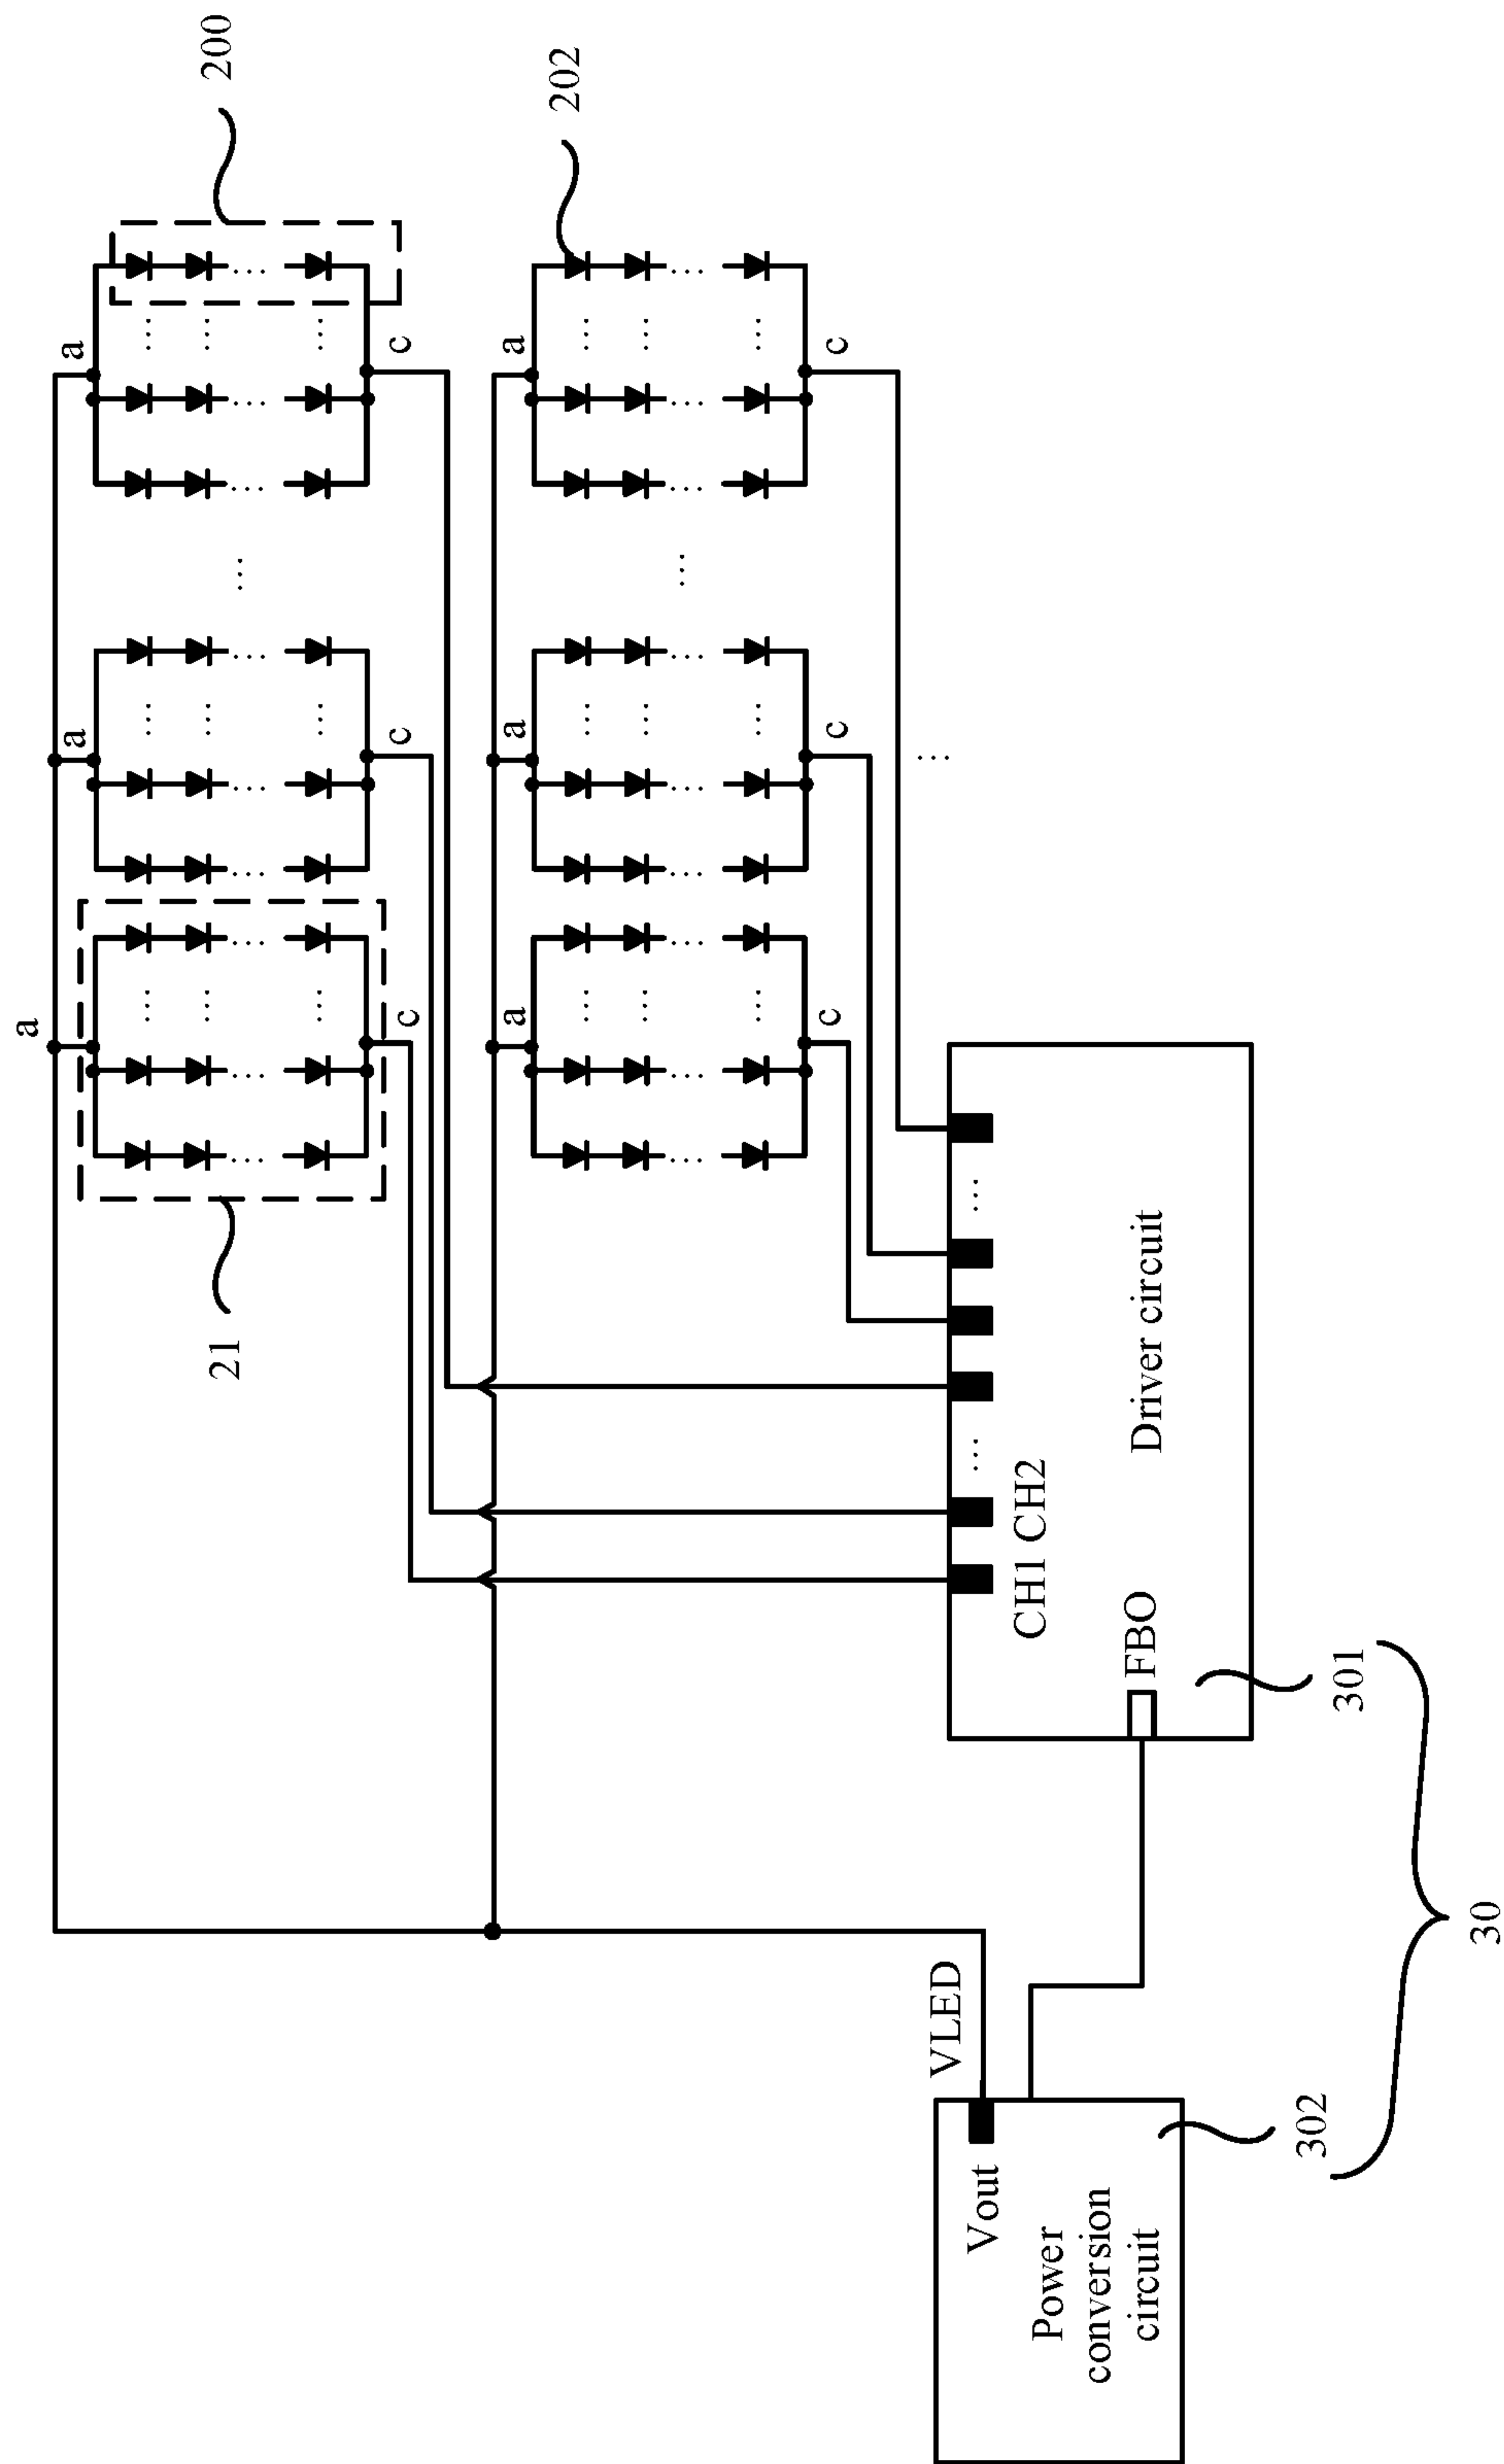 a
a
a
21
200
c
c
c
a
a
a
202
c
c
c
VLED
Vout
CH1 CH2
Power
conversion
circuit
FBO
Driver circuit
302
301
30